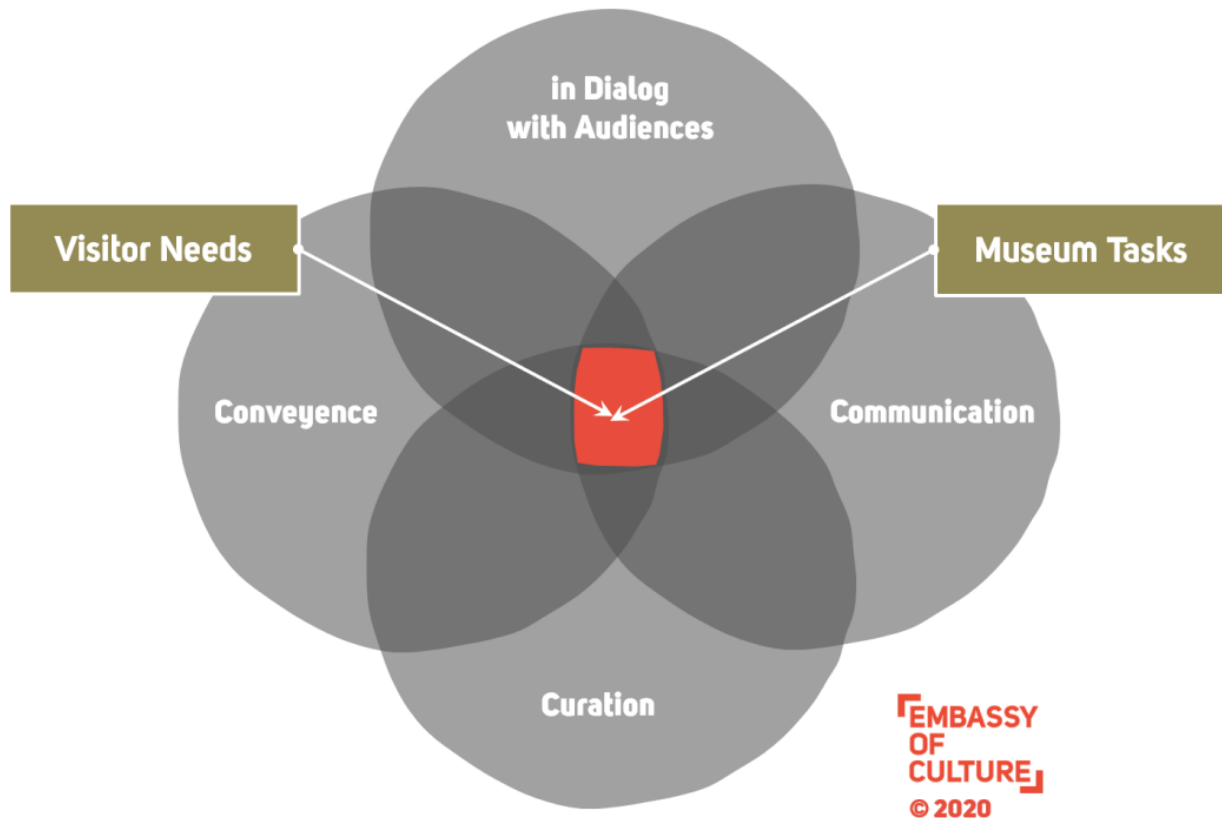 in Dialog
with Audiences
Visitor Needs
Museum Tasks
Conveyence
Communication
Curation
EMBASSY
OF
CULTURE
© 2020